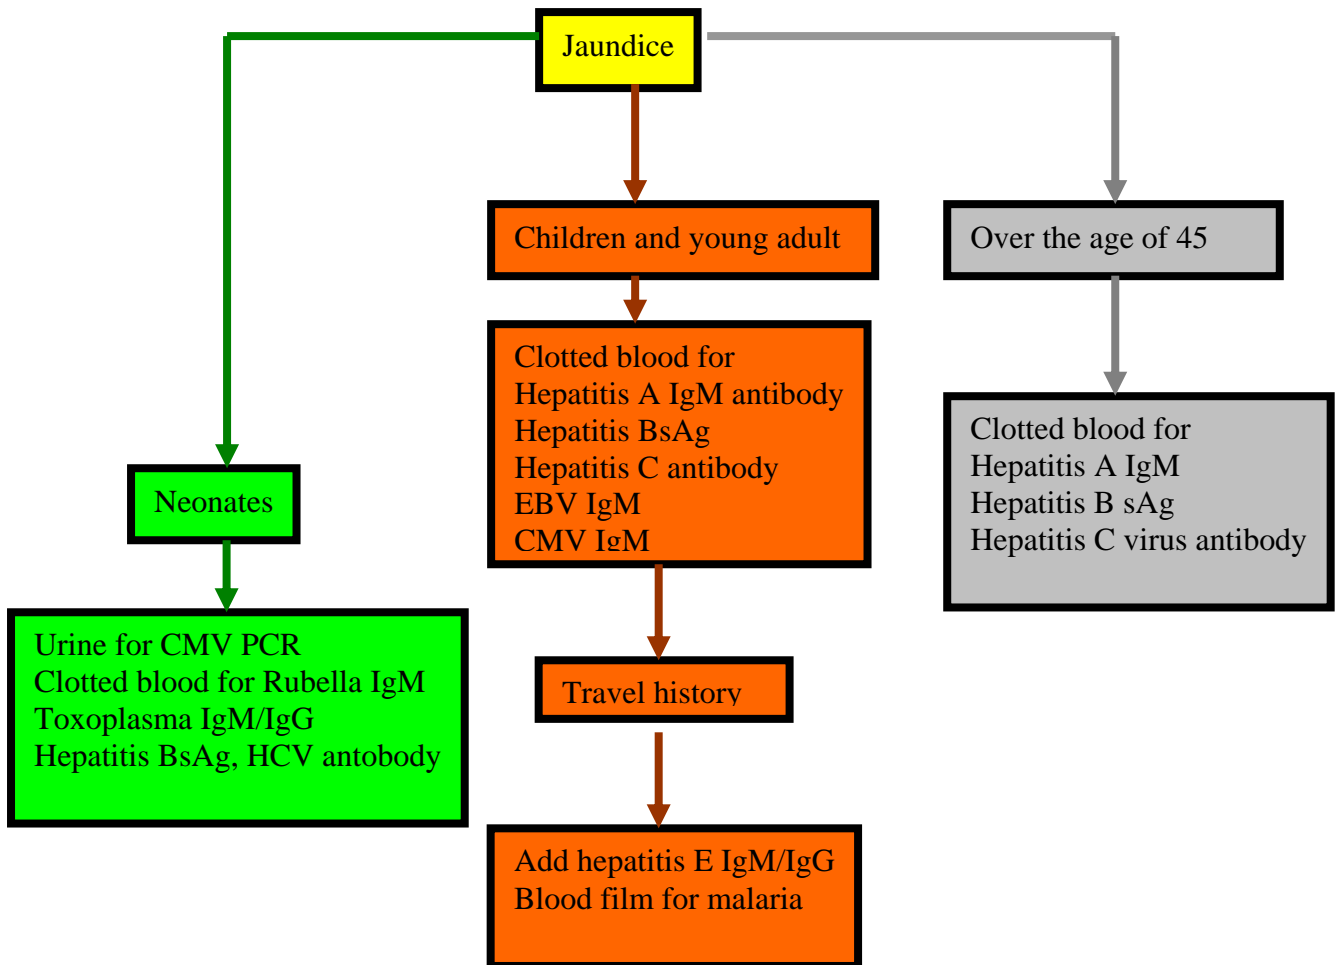 Jaundice
Children and young adult
Over the age of 45
Clotted blood for
Hepatitis A IgM antibody
Hepatitis BsAg
Hepatitis C antibody
EBV IgM
CMV IgM
Clotted blood for
Hepatitis A IgM
Hepatitis B sAg
Hepatitis C virus antibody
Neonates
Urine for CMV PCR
Clotted blood for Rubella IgM
Toxoplasma IgM/IgG
Hepatitis BsAg, HCV antobody
Travel history
Add hepatitis E IgM/IgG
Blood film for malaria